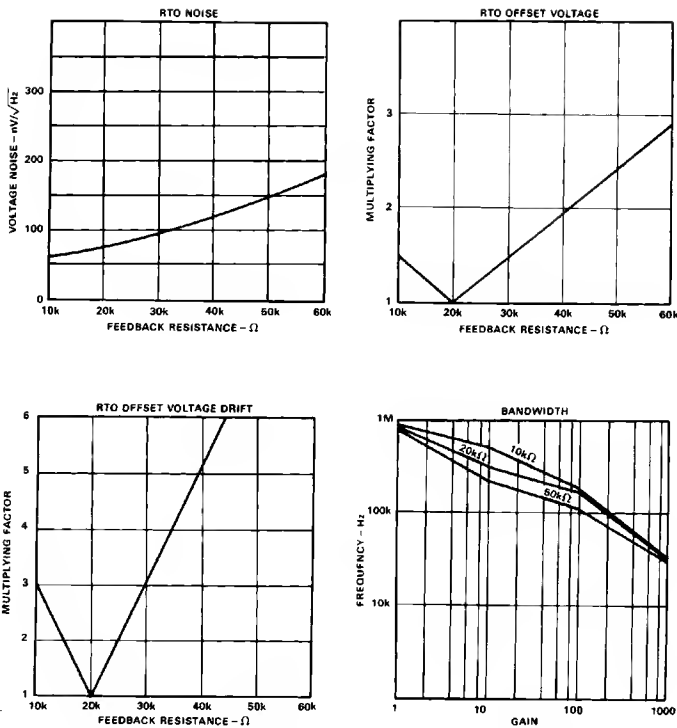 RTO NOISE
VOLTAGE NOISE – nV/√Hz
300
200
100
0
10k 20k 30k 40k 50k 60k
FEEDBACK RESISTANCE – Ω
RTO OFFSET VOLTAGE
MULTIPLYING FACTOR
3
2
1
10k 20k 30k 40k 50k 60k
FEEDBACK RESISTANCE – Ω
RTO OFFSET VOLTAGE DRIFT
MULTIPLYING FACTOR
6
5
4
3
2
1
10k 20k 30k 40k 50k 60k
FEEDBACK RESISTANCE – Ω
BANDWIDTH
FREQUENCY – Hz
1M
100k
10k
10kΩ
20kΩ
60kΩ
1 10 100 1000
GAIN